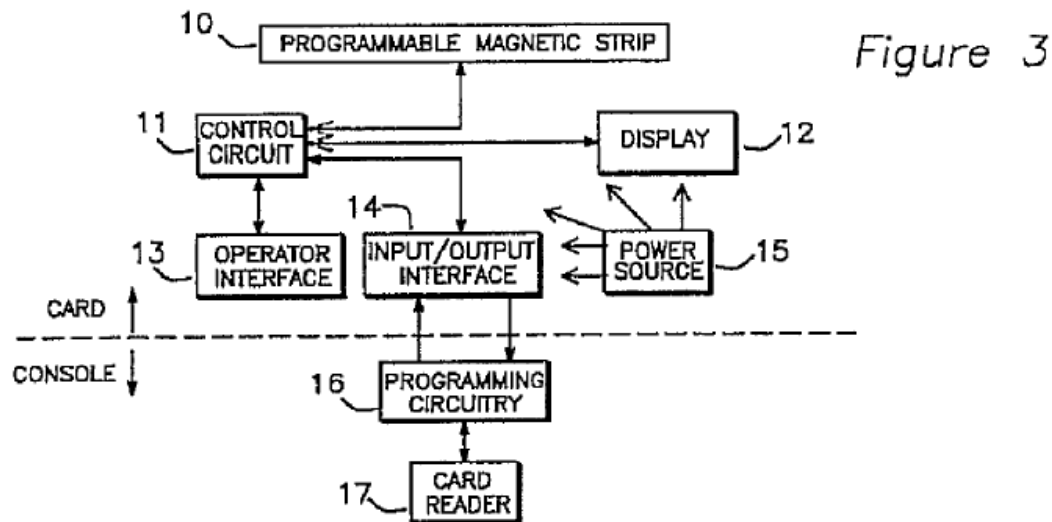 10
PROGRAMMABLE MAGNETIC STRIP
Figure 3
11
CONTROL
CIRCUIT
DISPLAY
12
14
13
OPERATOR
INTERFACE
INPUT/OUTPUT
INTERFACE
POWER
SOURCE
15
CARD
CONSOLE
16
PROGRAMMING
CIRCUITRY
17
CARD
READER